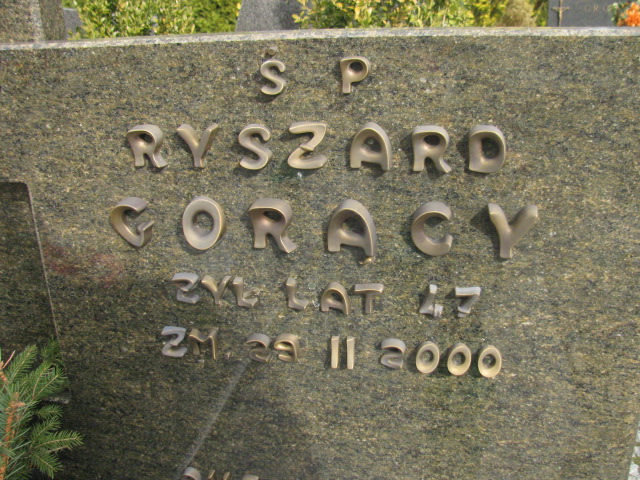 Ś P
RYSZARD
GORACY
ŻYŁ LAT 47
ZM. 29 11 2000